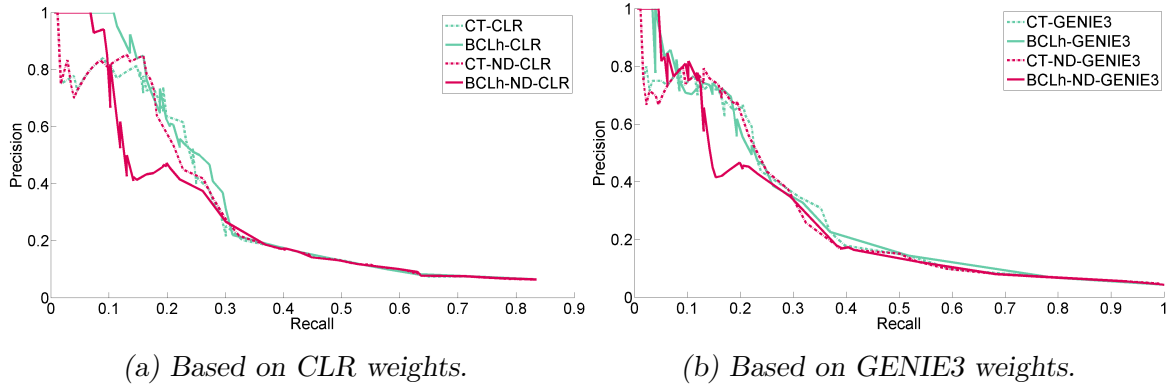 1
0.8
0.6
0.4
0.2
0
Precision
0 0.1 0.2 0.3 0.4 0.5 0.6 0.7 0.8 0.9
Recall
CT-CLR
BCLh-CLR
CT-ND-CLR
BCLh-ND-CLR
(a) Based on CLR weights.
1
0.8
0.6
0.4
0.2
0
Precision
0 0.1 0.2 0.3 0.4 0.5 0.6 0.7 0.8 0.9 1
Recall
CT-GENIE3
BCLh-GENIE3
CT-ND-GENIE3
BCLh-ND-GENIE3
(b) Based on GENIE3 weights.